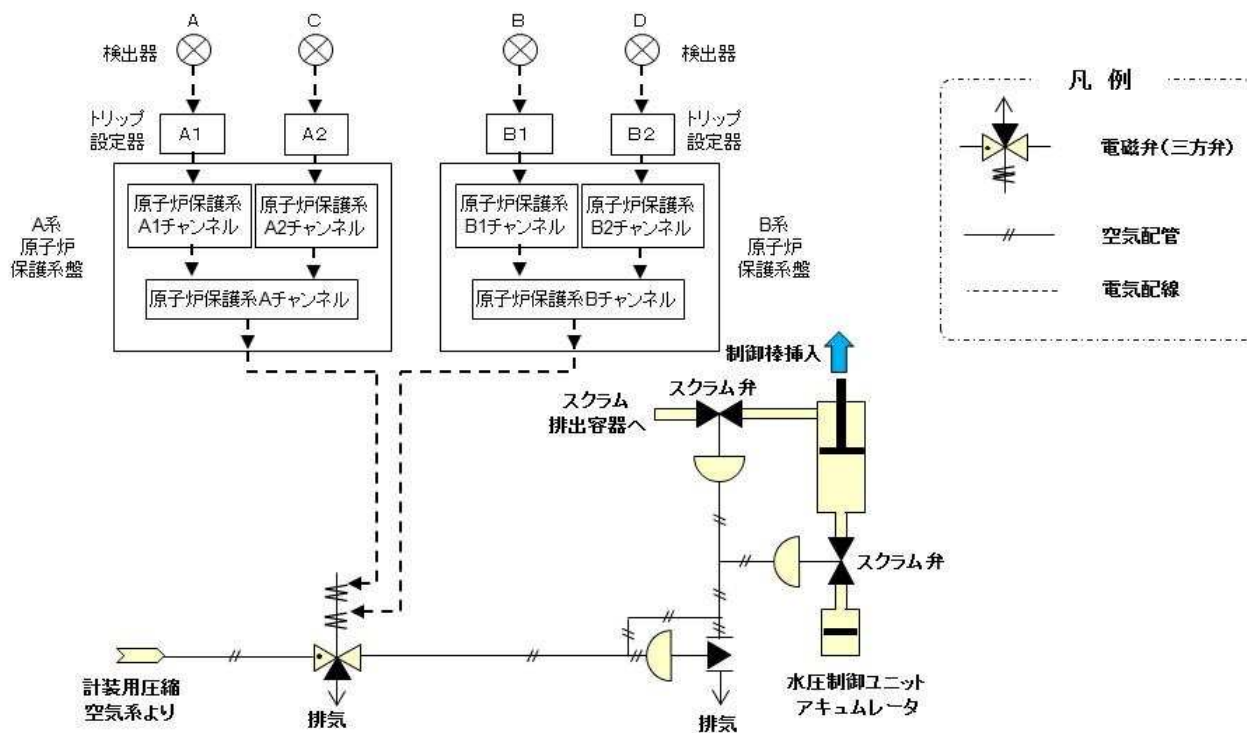 A
C
B
D
検出器
検出器
トリップ
設定器
A1
A2
B1
B2
トリップ
設定器
A系
原子炉
保護系盤
原子炉保護系
A1チャンネル
原子炉保護系
A2チャンネル
原子炉保護系Aチャンネル
原子炉保護系
B1チャンネル
原子炉保護系
B2チャンネル
原子炉保護系Bチャンネル
B系
原子炉
保護系盤
凡 例
電磁弁(三方弁)
空気配管
電気配線
制御棒挿入
スクラム弁
スクラム
排出容器へ
スクラム弁
計装用圧縮
空気系より
排気
排気
水圧制御ユニット
アキュムレータ